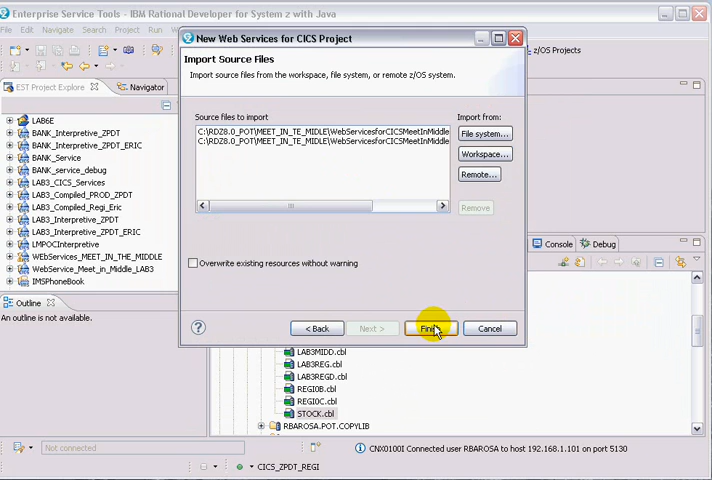 Enterprise Service Tools - IBM Rational Developer for System z with Java
File Edit Navigate Search Project Run
z/OS Projects
EST Project Explorer
Navigator
LAB6E
BANK_Interpretive_ZPDT
BANK_Interpretive_ZPDT_ERIC
BANK_Service
BANK_service_debug
LAB3_CICS_Services
LAB3_Compiled_PROD_ZPDT
LAB3_Compiled_Regi_Eric
LAB3_Interpretive_ZPDT
LAB3_Interpretive_ZPDT_ERIC
LMPOCInterpretive
WebServices_MEET_IN_THE_MIDDLE
WebService_Meet_in_Middle_LAB3
IMSPhoneBook
Outline
An outline is not available.
New Web Services for CICS Project
Import Source Files
Import source files from the workspace, file system, or remote z/OS system.
Source files to import
Import from:
C:\RDZ8.0_POT\MEET_IN_TE_MIDLE\WebServicesforCICSMeetInMiddle
C:\RDZ8.0_POT\MEET_IN_TE_MIDLE\WebServicesforCICSMeetInMiddle
File system...
Workspace...
Remote...
Remove
Overwrite existing resources without warning
?
< Back
Next >
Finish
Cancel
Console
Debug
LAB3MIDD.cbl
LAB3REG.cbl
LAB3REGD.cbl
REGI0B.cbl
REGI0C.cbl
STOCK.cbl
RBAROSA.POT.COPYLIB
Not connected
CNX0100I Connected user RBAROSA to host 192.168.1.101 on port 5130
CICS_ZPDT_REGI